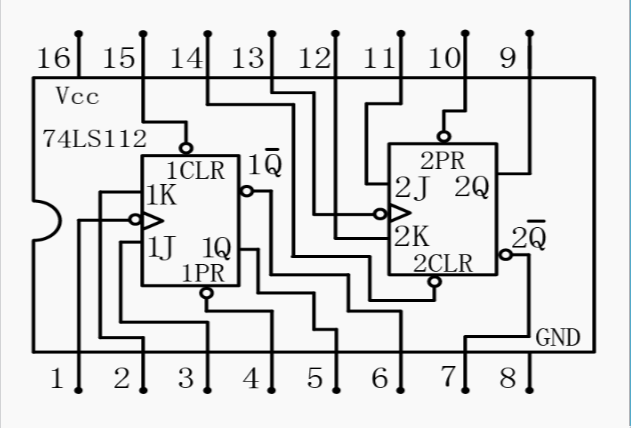 16 15 14 13 12 11 10 9
Vcc
74LS112
1CLR
1Q̅
1K
1J
1Q
1PR
2PR
2J 2Q
2K
2Q̅
2CLR
GND
1 2 3 4 5 6 7 8